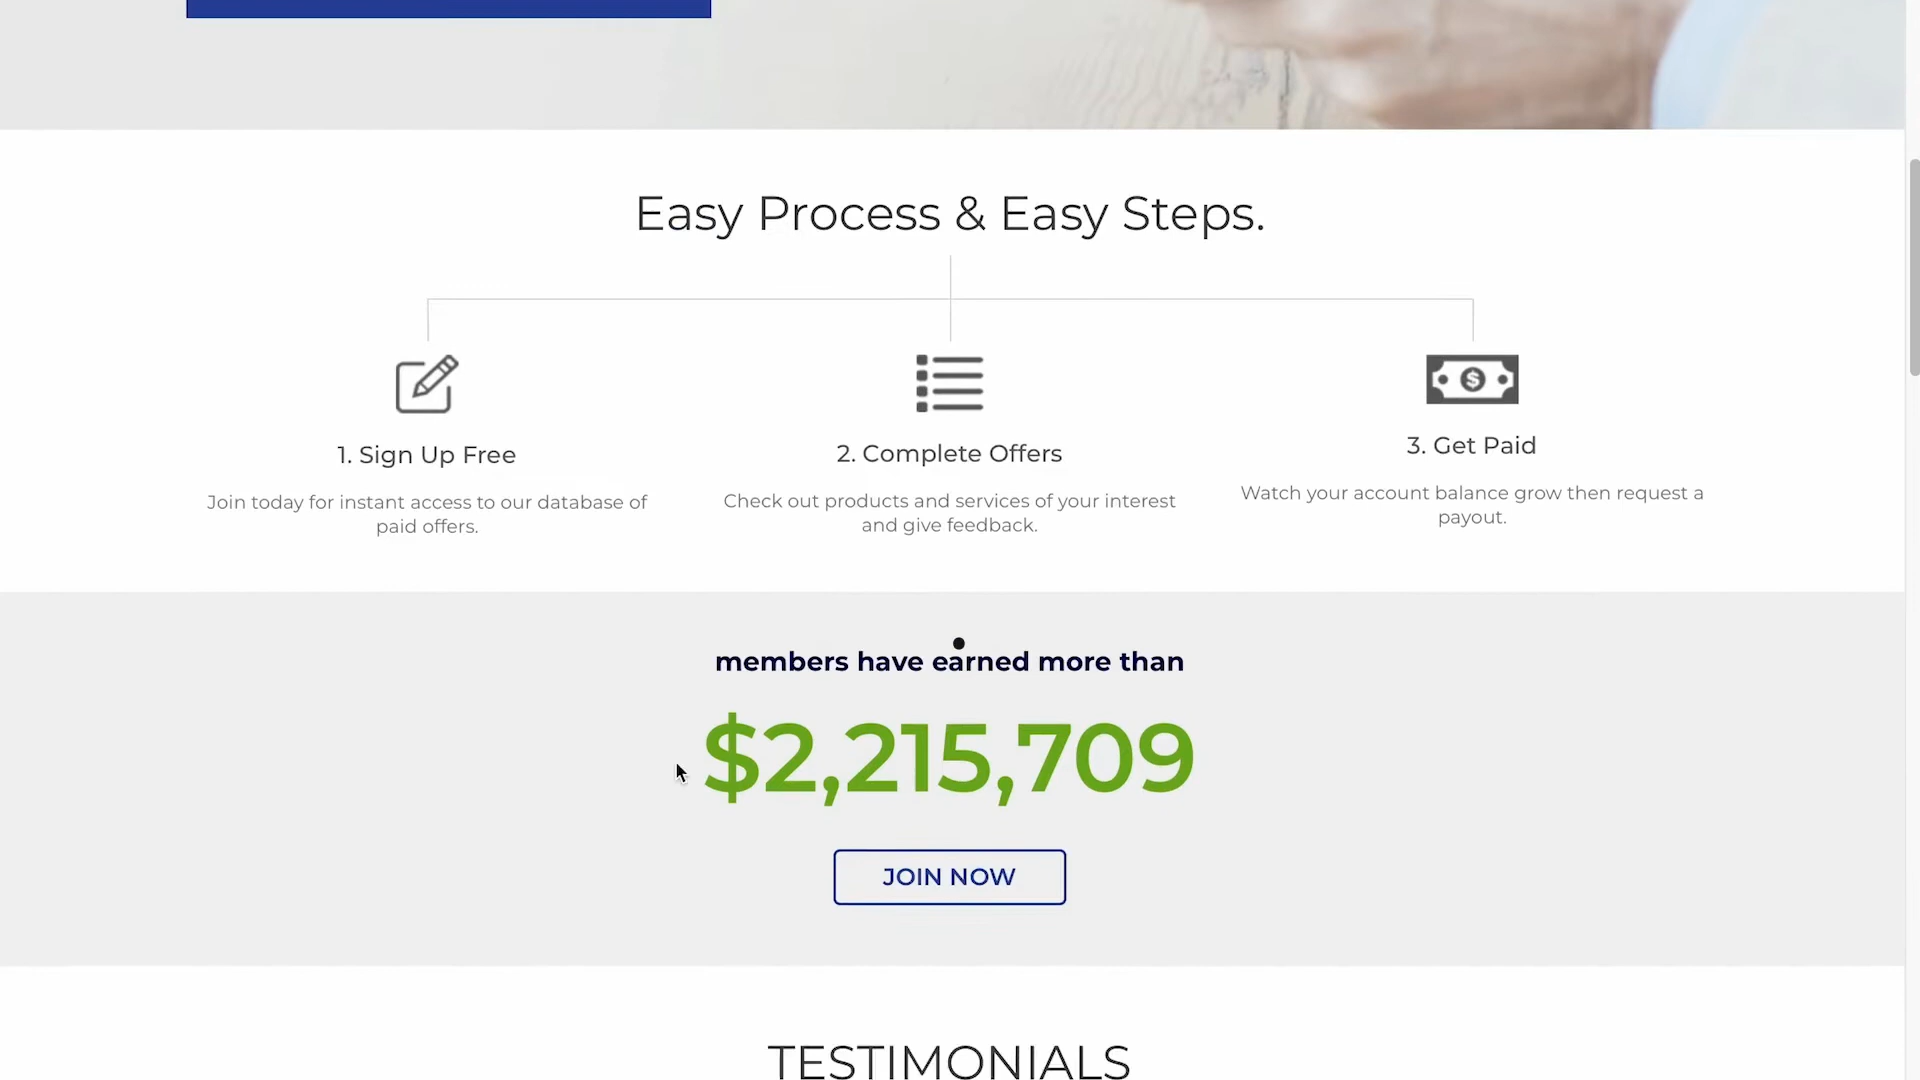 Easy Process & Easy Steps.
1. Sign Up Free
Join today for instant access to our database of
paid offers.
2. Complete Offers
Check out products and services of your interest
and give feedback.
3. Get Paid
Watch your account balance grow then request a
payout.
members have earned more than
$2,215,709
JOIN NOW
TESTIMONIALS